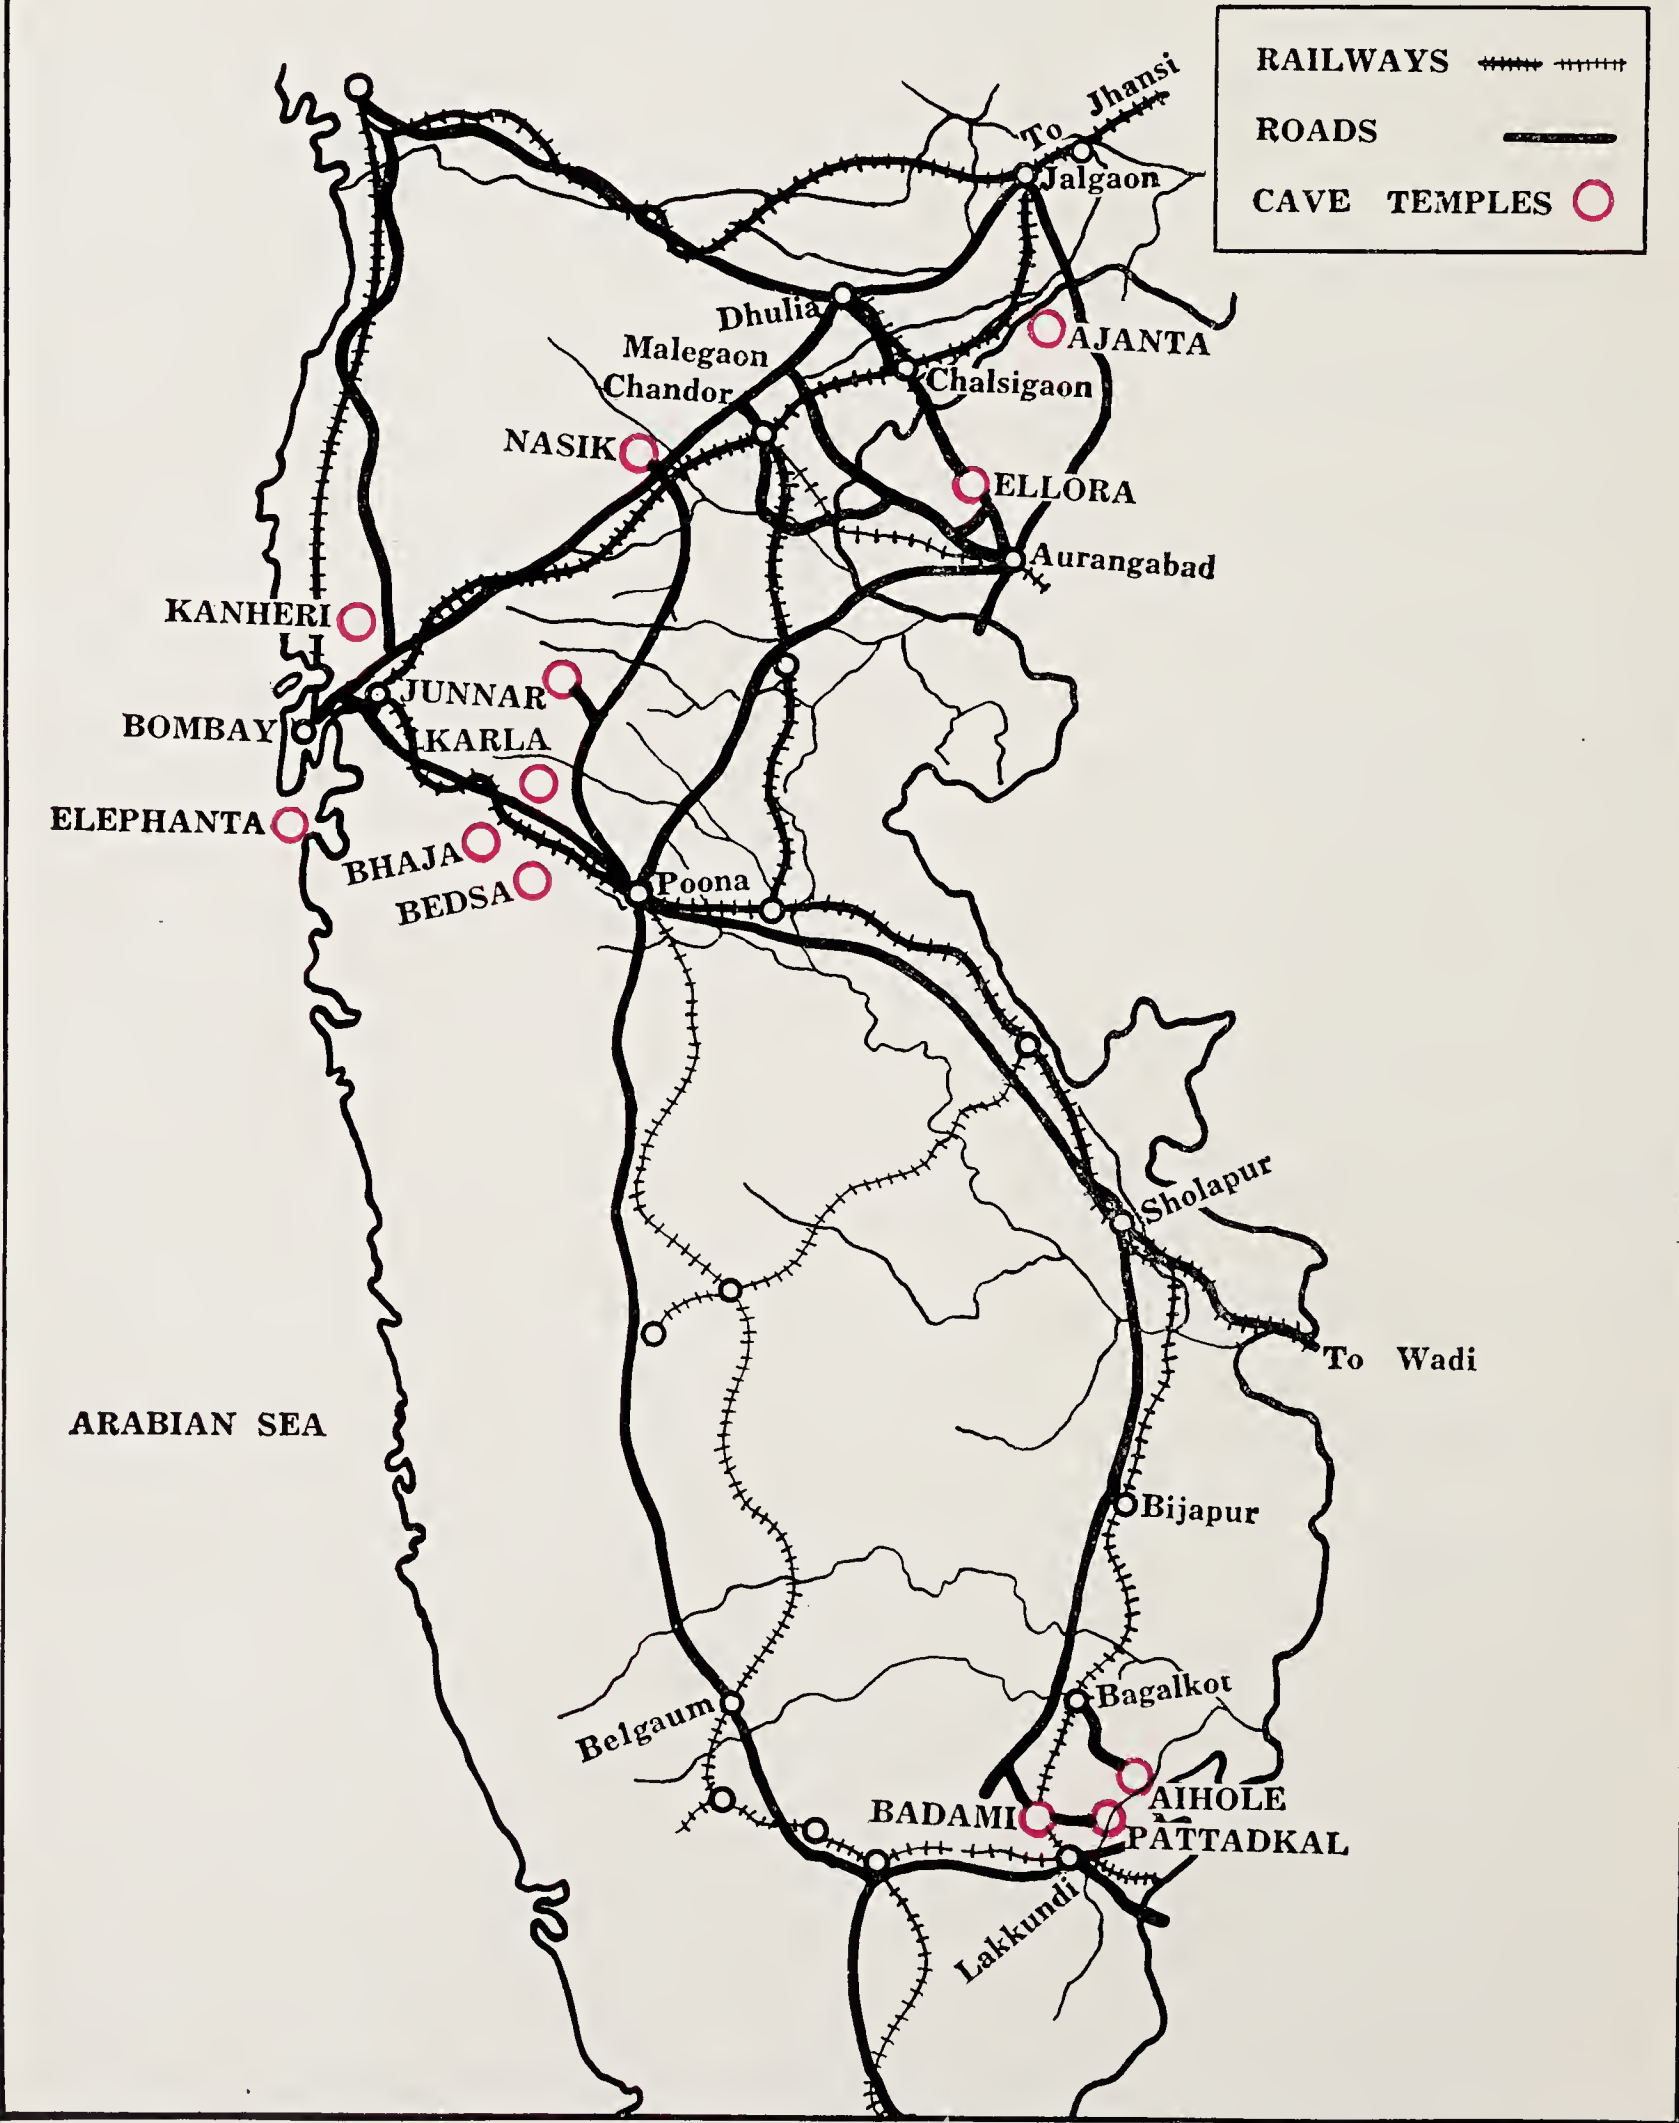 RAILWAYS
ROADS
CAVE TEMPLES
To Jhansi
Jalgaon
Dhulia
AJANTA
Malegaon
Chalsigaon
Chandor
NASIK
ELLORA
Aurangabad
KANHERI
JUNNAR
BOMBAY
KARLA
ELEPHANTA
BHAJA
Poona
BEDSA
Sholapur
To Wadi
ARABIAN SEA
Bijapur
Bagalkot
Belgaum
AIHOLE
BADAMI
PATTADKAL
Lakkundi